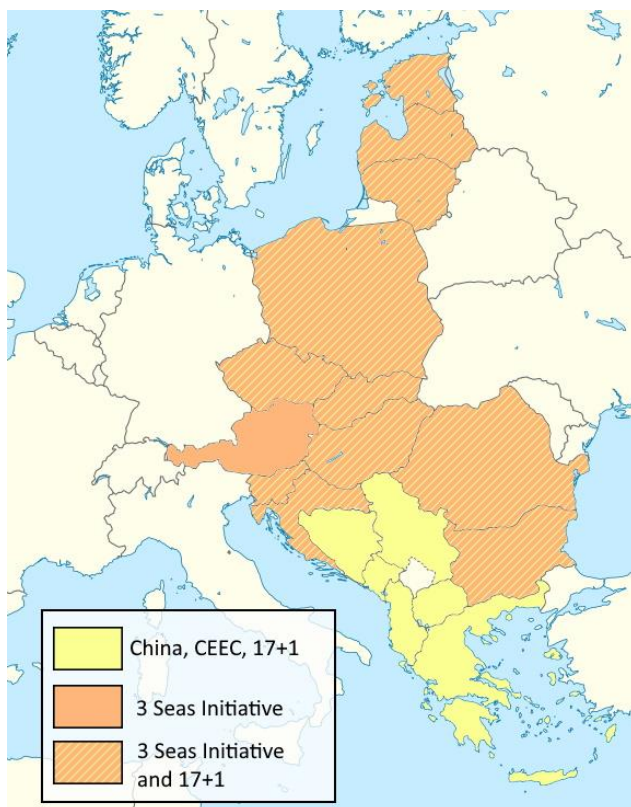 China, CEEC, 17+1
3 Seas Initiative
3 Seas Initiative
and 17+1